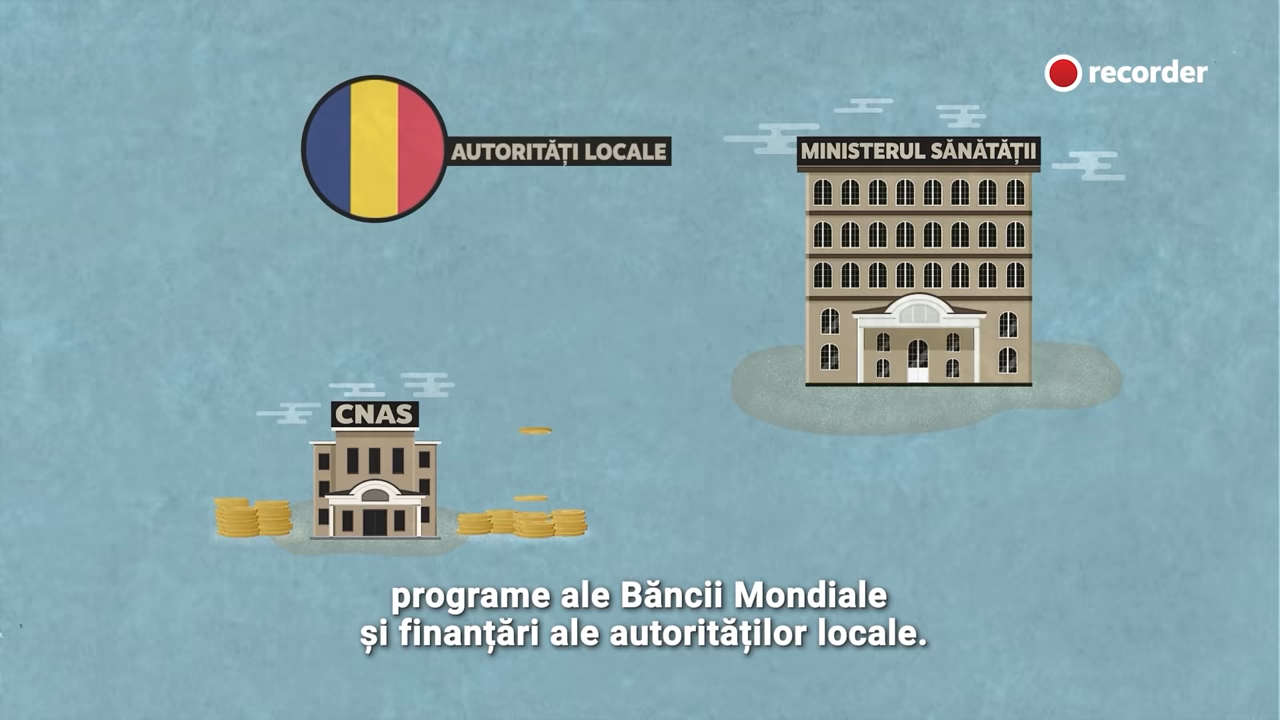 recorder
AUTORITĂȚI LOCALE
MINISTERUL SĂNĂTĂȚII
CNAS
programe ale Băncii Mondiale
și finanțări ale autorităților locale.